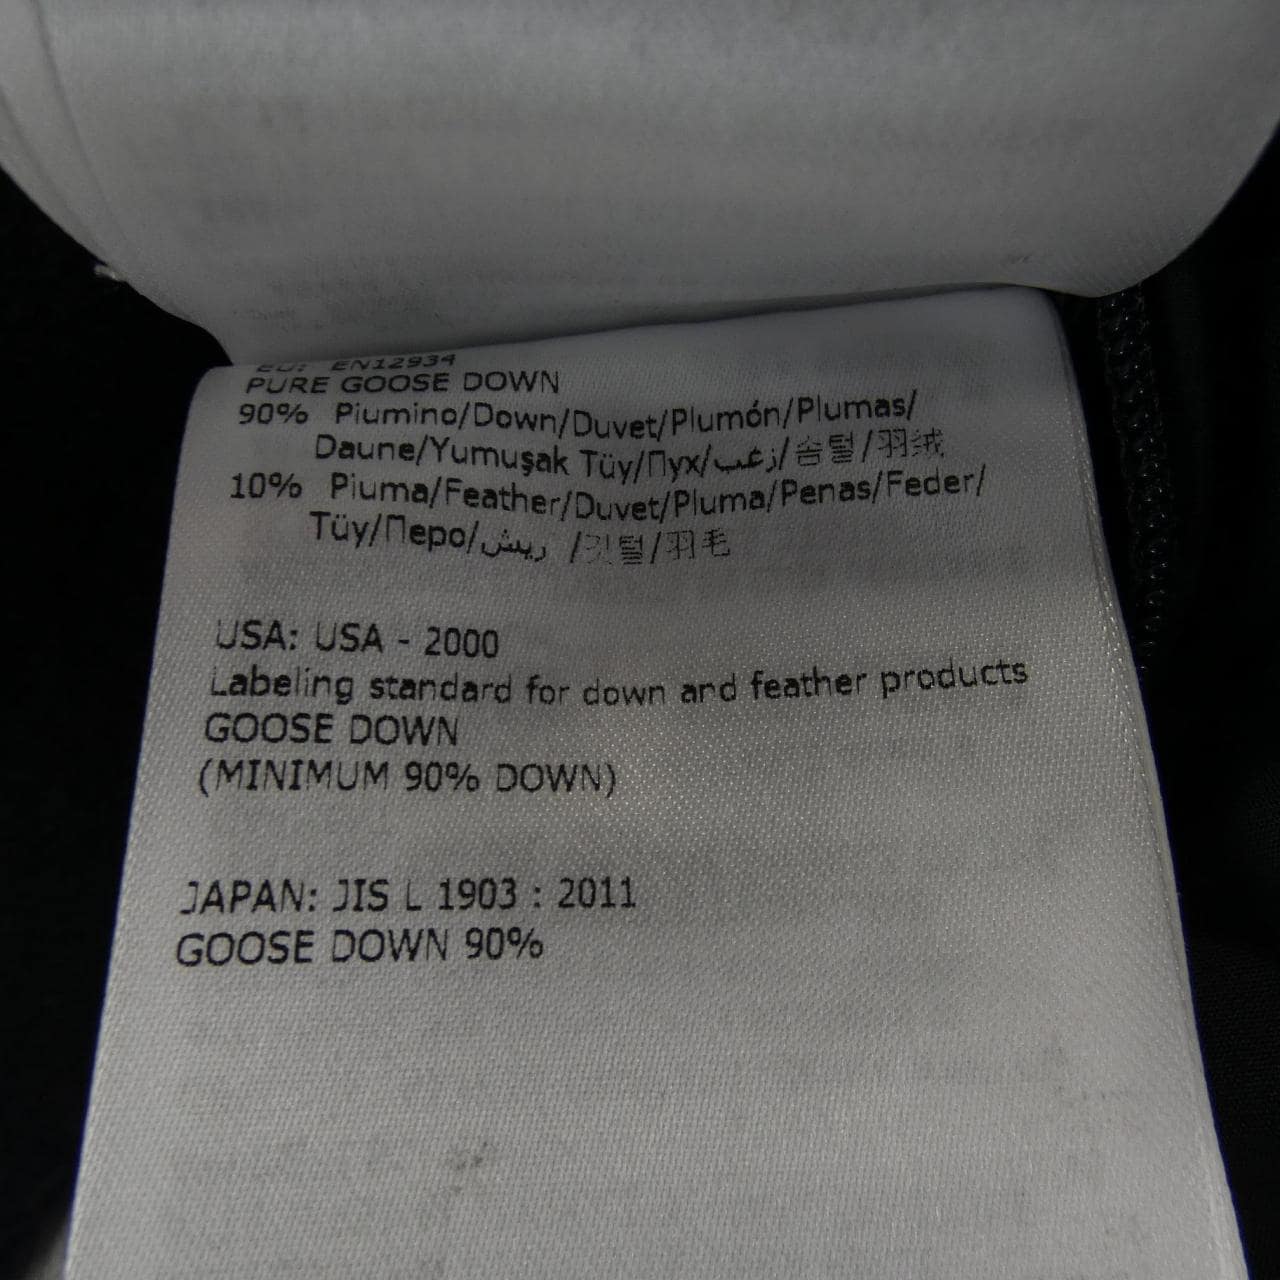 EU: EN12934
PURE GOOSE DOWN
90% Piumino/Down/Duvet/Plumón/Plumas/
Daune/Yumuşak Tüy/Пух/زغب/솜털/羽绒
10% Piuma/Feather/Duvet/Pluma/Penas/Feder/
Tüy/Перо/ريش /깃털/羽毛
USA: USA - 2000
Labeling standard for down and feather products
GOOSE DOWN
(MINIMUM 90% DOWN)
JAPAN: JIS L 1903 : 2011
GOOSE DOWN 90%